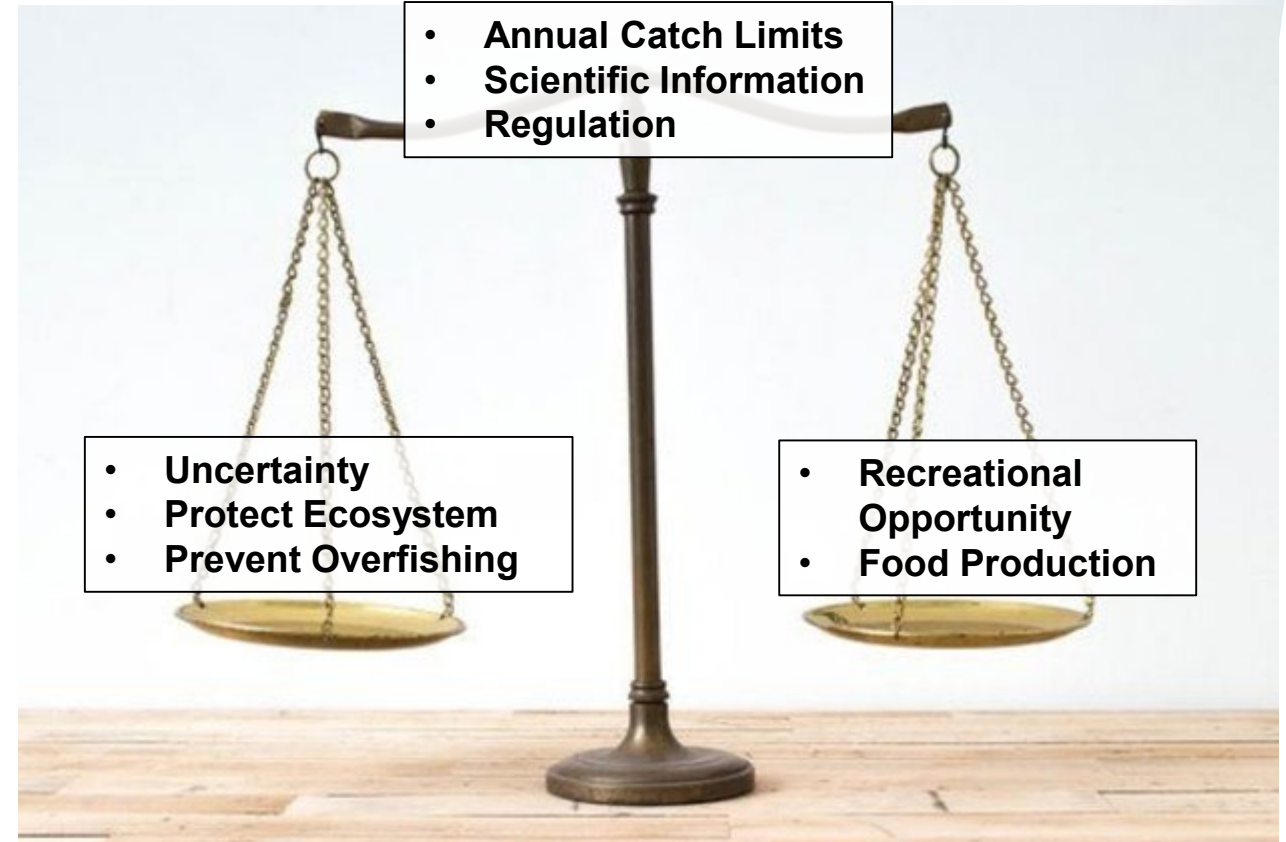 • Annual Catch Limits
• Scientific Information
• Regulation
• Uncertainty
• Protect Ecosystem
• Prevent Overfishing
• Recreational
Opportunity
• Food Production